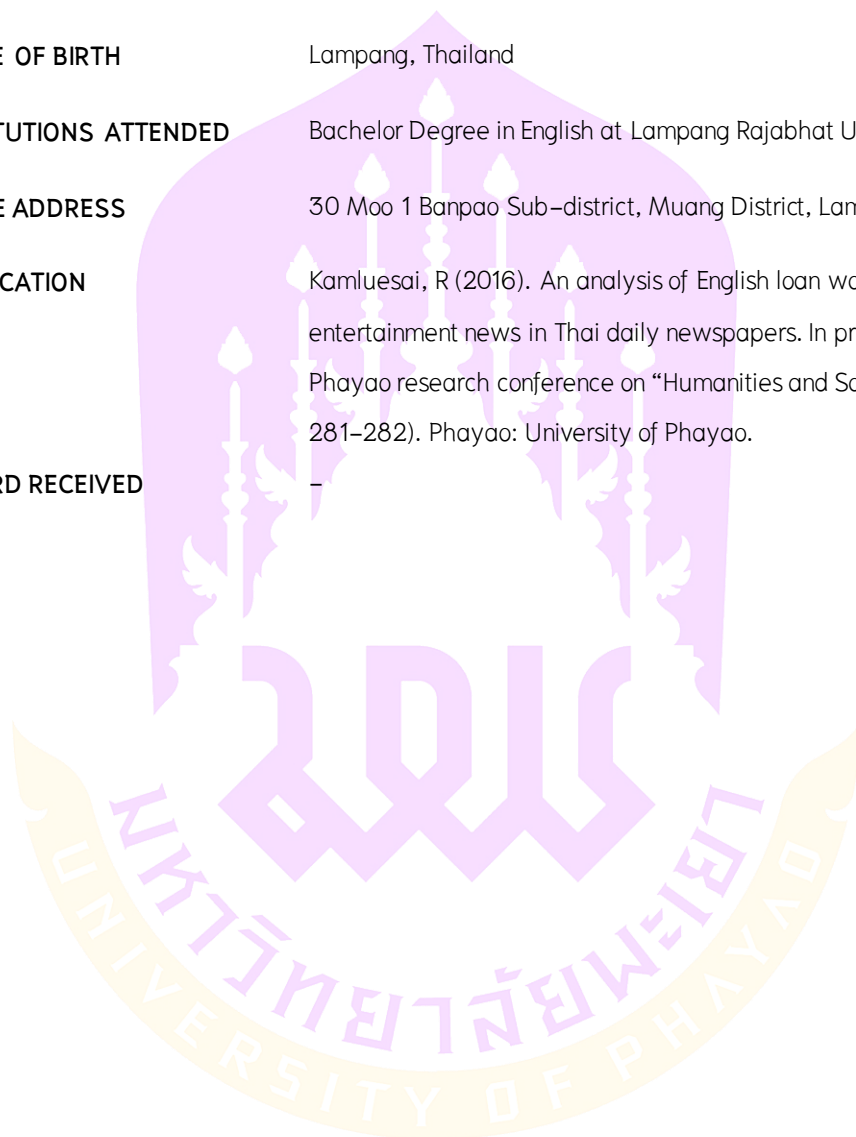 E OF BIRTH Lampang, Thailand
TUTIONS ATTENDED Bachelor Degree in English at Lampang Rajabhat U
E ADDRESS 30 Moo 1 Banpao Sub-district, Muang District, Lam
CATION Kamluesai, R (2016). An analysis of English loan wo
entertainment news in Thai daily newspapers. In pr
Phayao research conference on “Humanities and So
281-282). Phayao: University of Phayao.
RD RECEIVED -
มพ
มหาวิทยาลัยพะเยา
UNIVERSITY OF PHAYAO